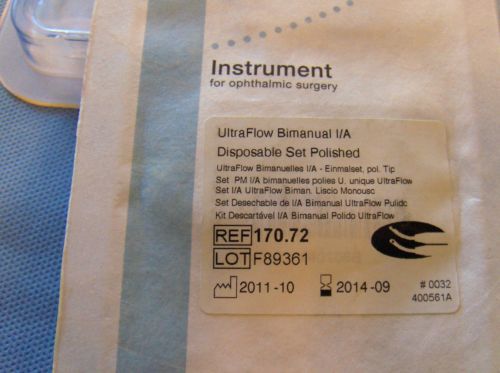 Instrument
for ophthalmic surgery
UltraFlow Bimanual I/A
Disposable Set Polished
UltraFlow Bimanuelles I/A - Einmalset, pol. Tip
Set PM I/A bimanuelles polies U. unique UltraFlow
Set I/A UltraFlow Biman. Liscio Monousc
Set Desechable de I/A Bimanual UltraFlow Pulidc
Kit Descartável I/A Bimanual Polido UltraFlow
REF 170.72
LOT F89361
2011-10 2014-09 # 0032
400561A